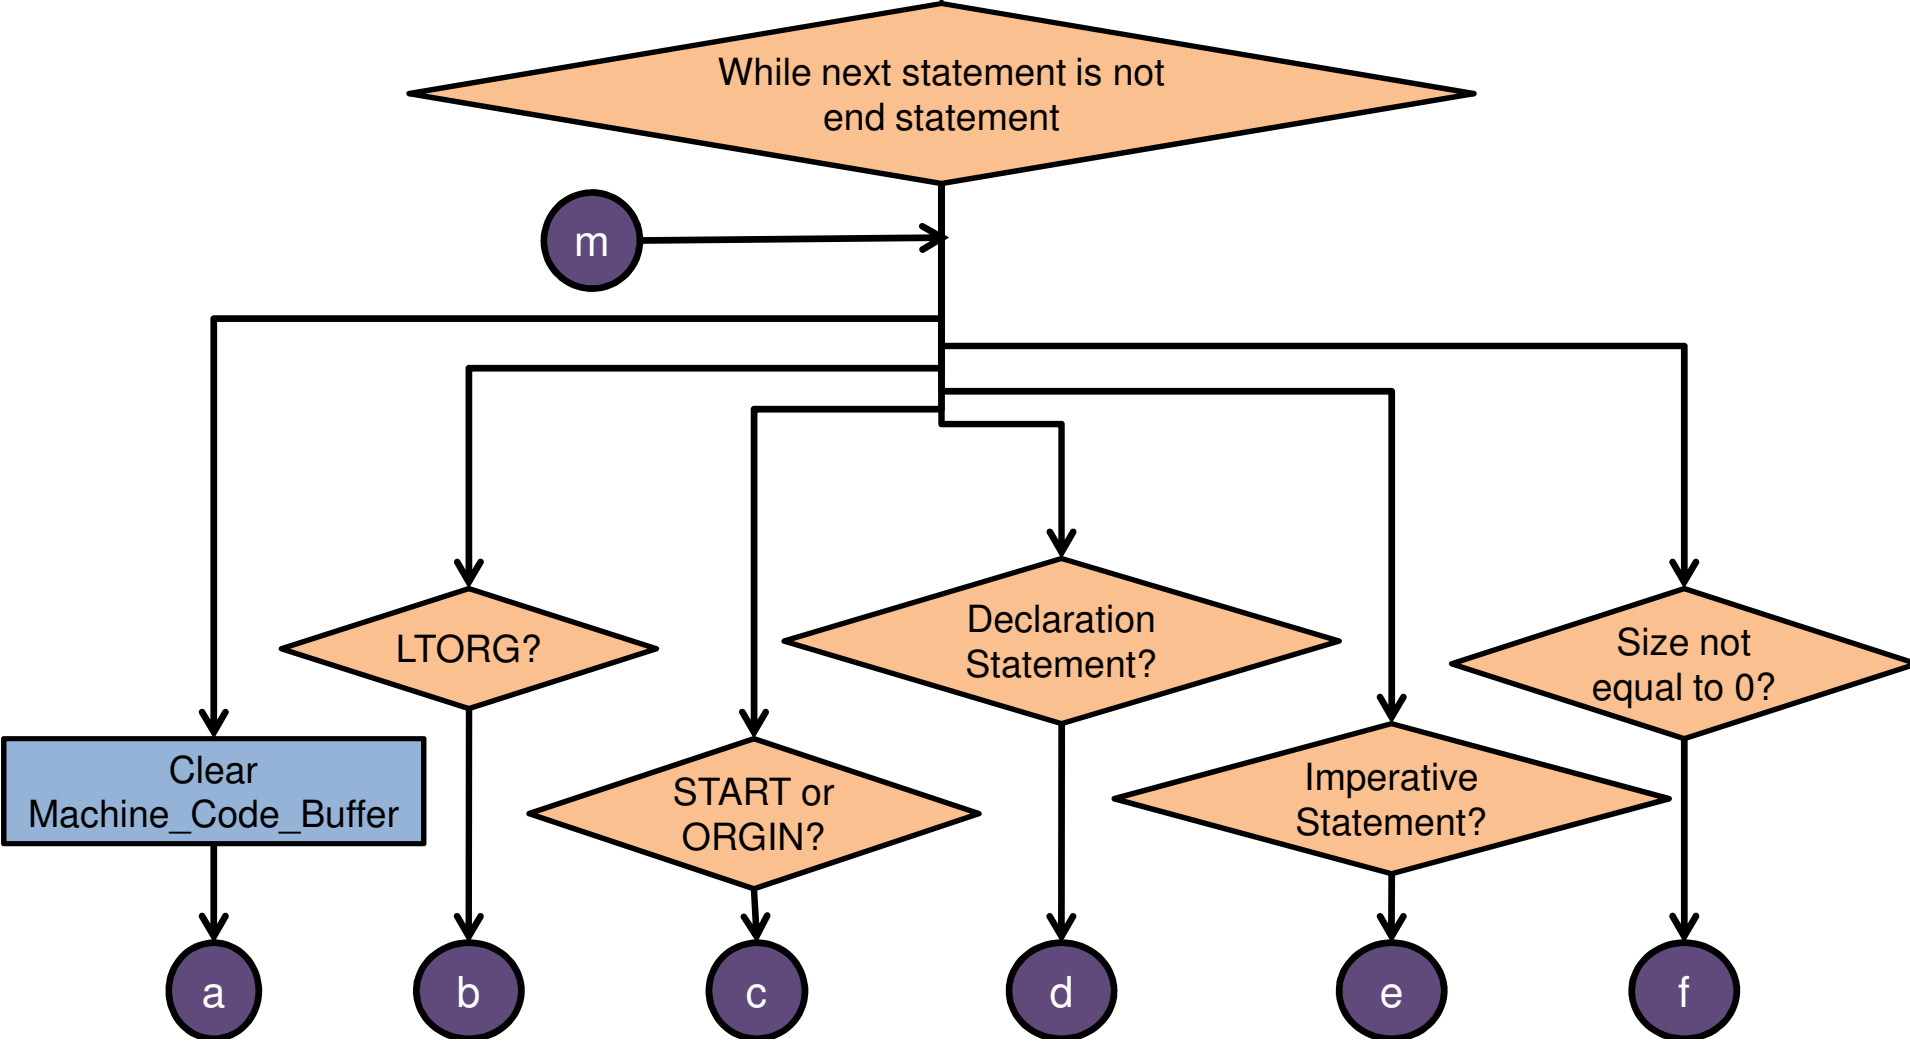 While next statement is not
end statement
m
LTORG?
Declaration
Statement?
Size not
equal to 0?
Clear
Machine_Code_Buffer
START or
ORGIN?
Imperative
Statement?
a
b
c
d
e
f